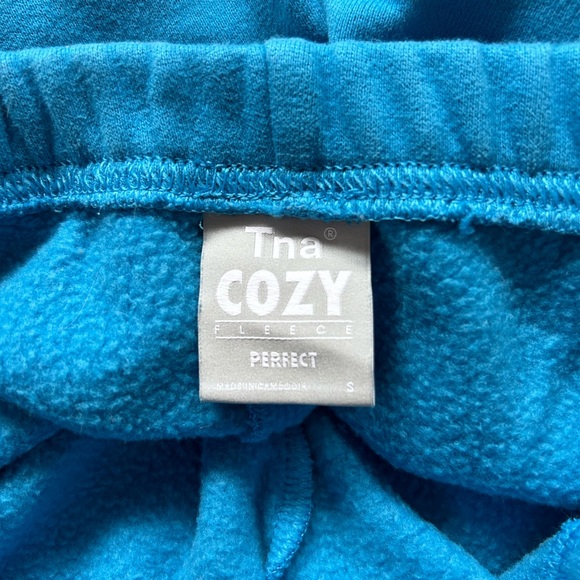 Tna®
COZY
FLEECE
PERFECT
MADE IN CAMBODIA S